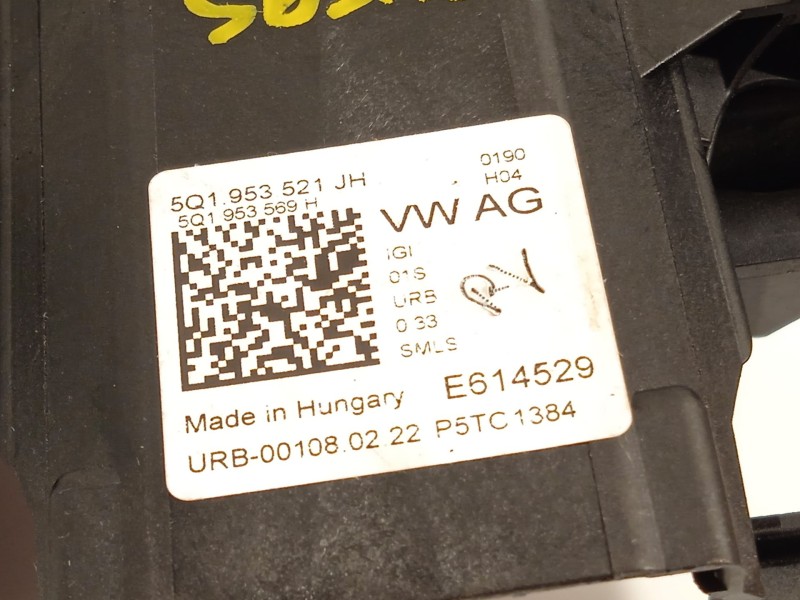 5Q1.953 521 JH
5Q1 953 569 H
0190
H04
VW AG
IGI
01S
URB
0.33
SMLS
E614529
Made in Hungary
URB-00108.02 22 P5TC1384